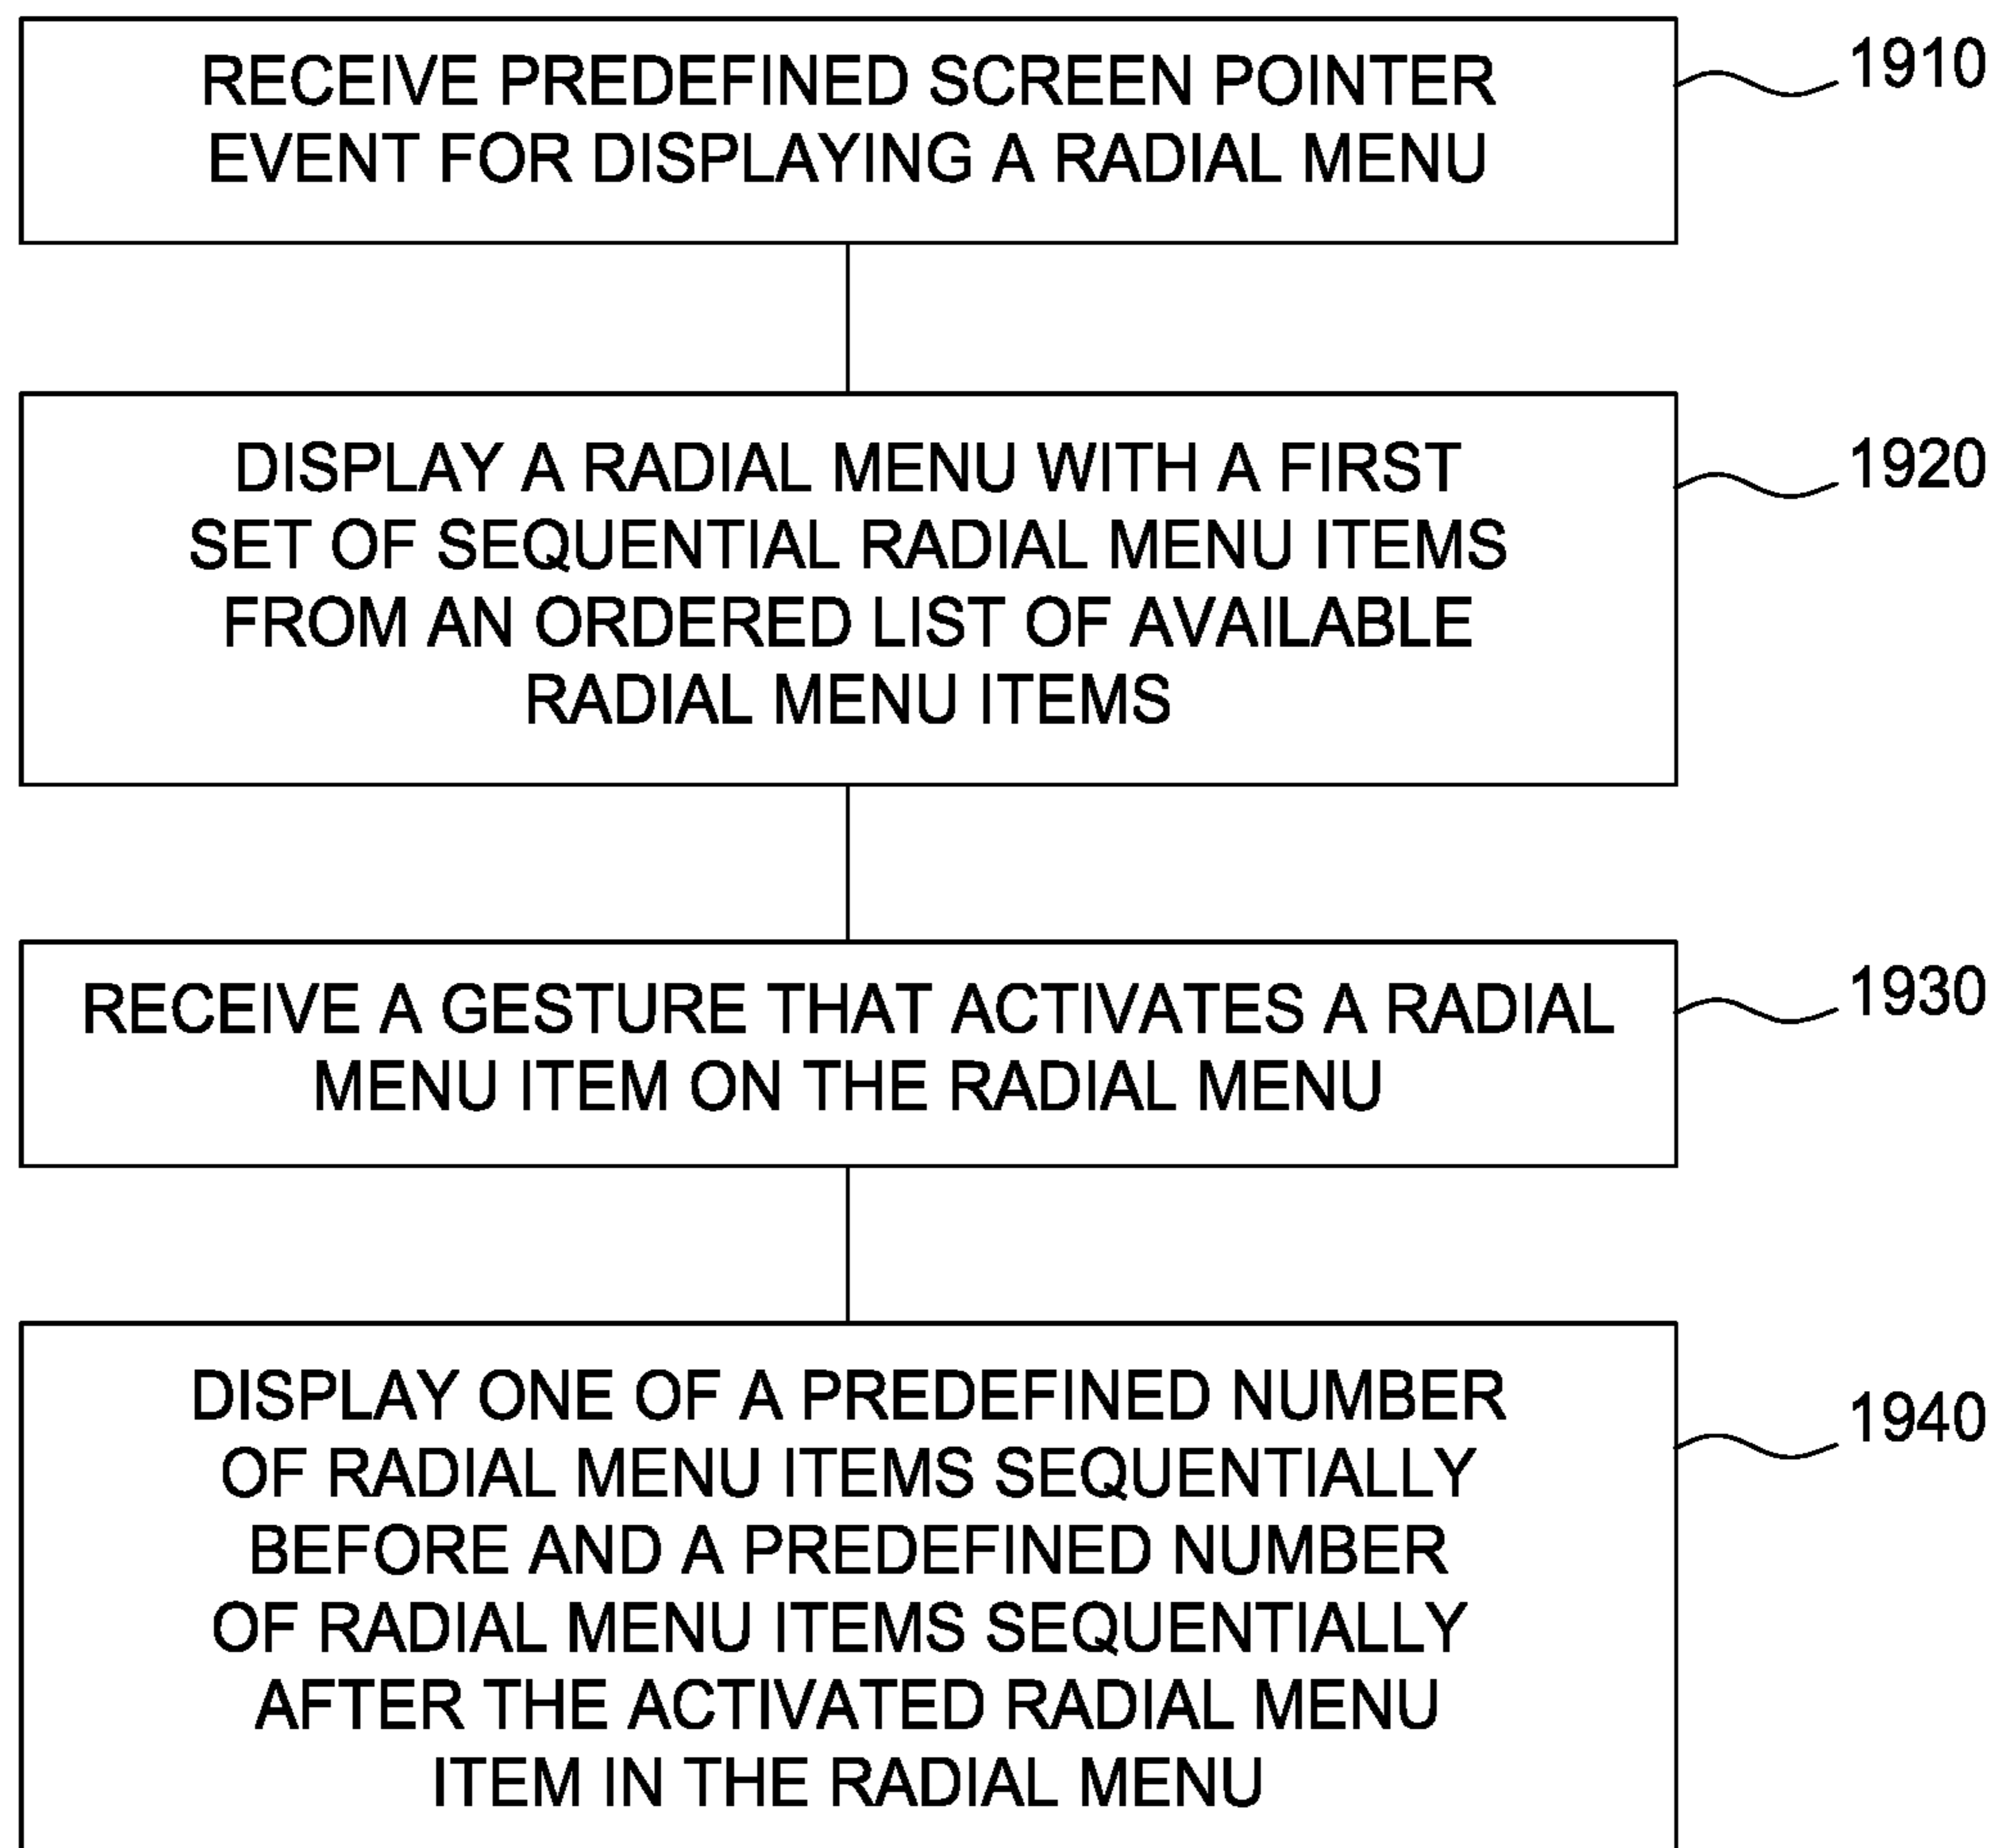 RECEIVE PREDEFINED SCREEN POINTER
EVENT FOR DISPLAYING A RADIAL MENU
1910
DISPLAY A RADIAL MENU WITH A FIRST
SET OF SEQUENTIAL RADIAL MENU ITEMS
FROM AN ORDERED LIST OF AVAILABLE
RADIAL MENU ITEMS
1920
RECEIVE A GESTURE THAT ACTIVATES A RADIAL
MENU ITEM ON THE RADIAL MENU
1930
DISPLAY ONE OF A PREDEFINED NUMBER
OF RADIAL MENU ITEMS SEQUENTIALLY
BEFORE AND A PREDEFINED NUMBER
OF RADIAL MENU ITEMS SEQUENTIALLY
AFTER THE ACTIVATED RADIAL MENU
ITEM IN THE RADIAL MENU
1940